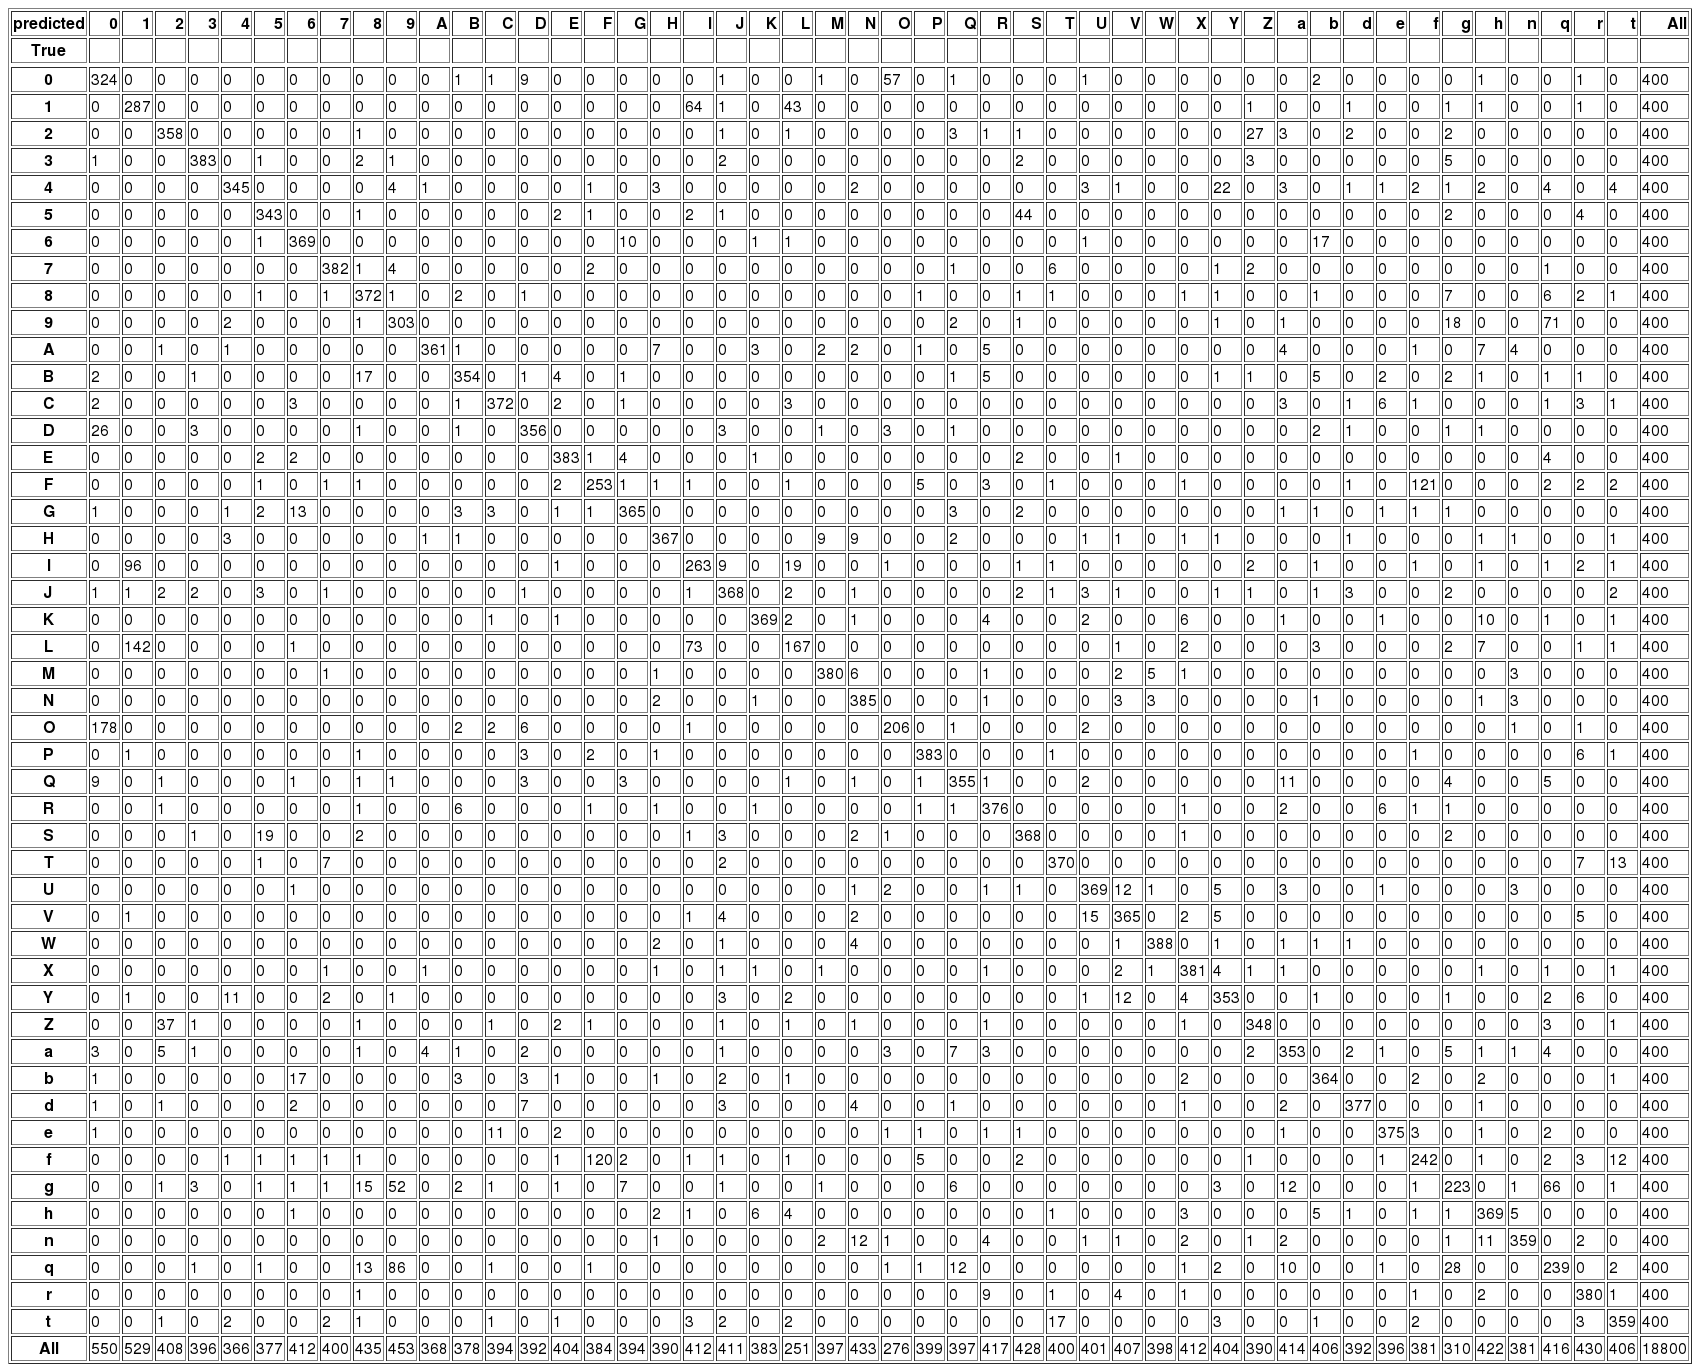 predicted 0 1 2 3 4 5 6 7 8 9 A B C D E F G H I J K L M N O P Q R S T U V W X Y Z a b d e f g h n q r t All
True
0 324 0 0 0 0 0 0 0 0 0 0 1 1 9 0 0 0 0 0 1 0 0 1 0 57 0 1 0 0 0 1 0 0 0 0 0 0 2 0 0 0 0 1 0 0 1 0 400
1 0 287 0 0 0 0 0 0 0 0 0 0 0 0 0 0 0 0 64 1 0 43 0 0 0 0 0 0 0 0 0 0 0 0 0 1 0 0 1 0 0 1 1 0 0 1 0 400
2 0 0 358 0 0 0 0 0 1 0 0 0 0 0 0 0 0 0 0 1 0 1 0 0 0 0 3 1 1 0 0 0 0 0 0 27 3 0 2 0 0 2 0 0 0 0 0 400
3 1 0 0 383 0 1 0 0 2 1 0 0 0 0 0 0 0 0 0 2 0 0 0 0 0 0 0 0 2 0 0 0 0 0 0 3 0 0 0 0 0 5 0 0 0 0 0 400
4 0 0 0 0 345 0 0 0 0 4 1 0 0 0 0 1 0 3 0 0 0 0 0 2 0 0 0 0 0 0 3 1 0 0 22 0 3 0 1 1 2 1 2 0 4 0 4 400
5 0 0 0 0 0 343 0 0 1 0 0 0 0 0 2 1 0 0 2 1 0 0 0 0 0 0 0 0 44 0 0 0 0 0 0 0 0 0 0 0 0 2 0 0 0 4 0 400
6 0 0 0 0 0 1 369 0 0 0 0 0 0 0 0 0 10 0 0 0 1 1 0 0 0 0 0 0 0 0 1 0 0 0 0 0 0 17 0 0 0 0 0 0 0 0 0 400
7 0 0 0 0 0 0 0 382 1 4 0 0 0 0 0 2 0 0 0 0 0 0 0 0 0 0 1 0 0 6 0 0 0 0 1 2 0 0 0 0 0 0 0 0 1 0 0 400
8 0 0 0 0 0 1 0 1 372 1 0 2 0 1 0 0 0 0 0 0 0 0 0 0 0 1 0 0 1 1 0 0 0 1 1 0 0 1 0 0 0 7 0 0 6 2 1 400
9 0 0 0 0 2 0 0 0 1 303 0 0 0 0 0 0 0 0 0 0 0 0 0 0 0 0 2 0 1 0 0 0 0 0 1 0 1 0 0 0 0 18 0 0 71 0 0 400
A 0 0 1 0 1 0 0 0 0 0 361 1 0 0 0 0 0 7 0 0 3 0 2 2 0 1 0 5 0 0 0 0 0 0 0 0 4 0 0 0 1 0 7 4 0 0 0 400
B 2 0 0 1 0 0 0 0 17 0 0 354 0 1 4 0 1 0 0 0 0 0 0 0 0 0 1 5 0 0 0 0 0 0 1 1 0 5 0 2 0 2 1 0 1 1 0 400
C 2 0 0 0 0 0 3 0 0 0 0 1 372 0 2 0 1 0 0 0 0 3 0 0 0 0 0 0 0 0 0 0 0 0 0 0 3 0 1 6 1 0 0 0 1 3 1 400
D 26 0 0 3 0 0 0 0 1 0 0 1 0 356 0 0 0 0 0 3 0 0 1 0 3 0 1 0 0 0 0 0 0 0 0 0 0 2 1 0 0 1 1 0 0 0 0 400
E 0 0 0 0 0 2 2 0 0 0 0 0 0 0 383 1 4 0 0 0 1 0 0 0 0 0 0 0 2 0 0 1 0 0 0 0 0 0 0 0 0 0 0 0 4 0 0 400
F 0 0 0 0 0 1 0 1 1 0 0 0 0 0 2 253 1 1 1 0 0 1 0 0 0 5 0 3 0 1 0 0 0 1 0 0 0 0 1 0 121 0 0 0 2 2 2 400
G 1 0 0 0 1 2 13 0 0 0 0 3 3 0 1 1 365 0 0 0 0 0 0 0 0 0 3 0 2 0 0 0 0 0 0 0 1 1 0 1 1 1 0 0 0 0 0 400
H 0 0 0 0 3 0 0 0 0 0 1 1 0 0 0 0 0 367 0 0 0 0 9 9 0 0 2 0 0 0 1 1 0 1 1 0 0 0 1 0 0 0 1 1 0 0 1 400
I 0 96 0 0 0 0 0 0 0 0 0 0 0 0 1 0 0 0 263 9 0 19 0 0 1 0 0 0 1 1 0 0 0 0 0 2 0 1 0 0 1 0 1 0 1 2 1 400
J 1 1 2 2 0 3 0 1 0 0 0 0 0 1 0 0 0 0 1 368 0 2 0 1 0 0 0 0 2 1 3 1 0 0 1 1 0 1 3 0 0 2 0 0 0 0 2 400
K 0 0 0 0 0 0 0 0 0 0 0 0 1 0 1 0 0 0 0 0 369 2 0 1 0 0 0 4 0 0 2 0 0 6 0 0 1 0 0 1 0 0 10 0 1 0 1 400
L 0 142 0 0 0 0 1 0 0 0 0 0 0 0 0 0 0 0 73 0 0 167 0 0 0 0 0 0 0 0 0 1 0 2 0 0 0 3 0 0 0 2 7 0 0 1 1 400
M 0 0 0 0 0 0 0 1 0 0 0 0 0 0 0 0 0 1 0 0 0 0 380 6 0 0 0 1 0 0 0 2 5 1 0 0 0 0 0 0 0 0 0 3 0 0 0 400
N 0 0 0 0 0 0 0 0 0 0 0 0 0 0 0 0 0 2 0 0 1 0 0 385 0 0 0 1 0 0 0 3 3 0 0 0 0 1 0 0 0 0 1 3 0 0 0 400
O 178 0 0 0 0 0 0 0 0 0 0 2 2 6 0 0 0 0 1 0 0 0 0 0 206 0 1 0 0 0 2 0 0 0 0 0 0 0 0 0 0 0 0 1 0 1 0 400
P 0 1 0 0 0 0 0 0 1 0 0 0 0 3 0 2 0 1 0 0 0 0 0 0 0 383 0 0 0 1 0 0 0 0 0 0 0 0 0 0 1 0 0 0 0 6 1 400
Q 9 0 1 0 0 0 1 0 1 1 0 0 0 3 0 0 3 0 0 0 0 1 0 1 0 1 355 1 0 0 2 0 0 0 0 0 11 0 0 0 0 4 0 0 5 0 0 400
R 0 0 1 0 0 0 0 0 1 0 0 6 0 0 0 1 0 1 0 0 1 0 0 0 0 1 1 376 0 0 0 0 0 1 0 0 2 0 0 6 1 1 0 0 0 0 0 400
S 0 0 0 1 0 19 0 0 2 0 0 0 0 0 0 0 0 0 1 3 0 0 0 2 1 0 0 0 368 0 0 0 0 1 0 0 0 0 0 0 0 2 0 0 0 0 0 400
T 0 0 0 0 0 1 0 7 0 0 0 0 0 0 0 0 0 0 0 2 0 0 0 0 0 0 0 0 0 370 0 0 0 0 0 0 0 0 0 0 0 0 0 0 0 7 13 400
U 0 0 0 0 0 0 1 0 0 0 0 0 0 0 0 0 0 0 0 0 0 0 0 1 2 0 0 1 1 0 369 12 1 0 5 0 3 0 0 1 0 0 0 3 0 0 0 400
V 0 1 0 0 0 0 0 0 0 0 0 0 0 0 0 0 0 0 1 4 0 0 0 2 0 0 0 0 0 0 15 365 0 2 5 0 0 0 0 0 0 0 0 0 0 5 0 400
W 0 0 0 0 0 0 0 0 0 0 0 0 0 0 0 0 0 2 0 1 0 0 0 4 0 0 0 0 0 0 0 1 388 0 1 0 1 1 1 0 0 0 0 0 0 0 0 400
X 0 0 0 0 0 0 0 1 0 0 1 0 0 0 0 0 0 1 0 1 1 0 1 0 0 0 0 1 0 0 0 2 1 381 4 1 1 0 0 0 0 0 1 0 1 0 1 400
Y 0 1 0 0 11 0 0 2 0 1 0 0 0 0 0 0 0 0 0 3 0 2 0 0 0 0 0 0 0 0 1 12 0 4 353 0 0 1 0 0 0 1 0 0 2 6 0 400
Z 0 0 37 1 0 0 0 0 1 0 0 0 1 0 2 1 0 0 0 1 0 1 0 1 0 0 0 1 0 0 0 0 0 1 0 348 0 0 0 0 0 0 0 0 3 0 1 400
a 3 0 5 1 0 0 0 0 1 0 4 1 0 2 0 0 0 0 0 1 0 0 0 0 3 0 7 3 0 0 0 0 0 0 0 2 353 0 2 1 0 5 1 1 4 0 0 400
b 1 0 0 0 0 0 17 0 0 0 0 3 0 3 1 0 0 1 0 2 0 1 0 0 0 0 0 0 0 0 0 0 0 2 0 0 0 364 0 0 2 0 2 0 0 0 1 400
d 1 0 1 0 0 0 2 0 0 0 0 0 0 7 0 0 0 0 0 3 0 0 0 4 0 0 1 0 0 0 0 0 0 1 0 0 2 0 377 0 0 0 1 0 0 0 0 400
e 1 0 0 0 0 0 0 0 0 0 0 0 11 0 2 0 0 0 0 0 0 0 0 0 1 1 0 1 1 0 0 0 0 0 0 0 1 0 0 375 3 0 1 0 2 0 0 400
f 0 0 0 0 1 1 1 1 1 0 0 0 0 0 1 120 2 0 1 1 0 1 0 0 0 5 0 0 2 0 0 0 0 0 0 1 0 0 0 1 242 0 1 0 2 3 12 400
g 0 0 1 3 0 1 1 1 15 52 0 2 1 0 1 0 7 0 0 1 0 0 1 0 0 0 6 0 0 0 0 0 0 0 3 0 12 0 0 0 1 223 0 1 66 0 1 400
h 0 0 0 0 0 0 1 0 0 0 0 0 0 0 0 0 0 2 1 0 6 4 0 0 0 0 0 0 0 1 0 0 0 3 0 0 0 5 1 0 1 1 369 5 0 0 0 400
n 0 0 0 0 0 0 0 0 0 0 0 0 0 0 0 0 0 1 0 0 0 0 2 12 1 0 0 4 0 0 1 1 0 2 0 1 2 0 0 0 0 1 11 359 0 2 0 400
q 0 0 0 1 0 1 0 0 13 86 0 0 1 0 0 1 0 0 0 0 0 0 0 0 1 1 12 0 0 0 0 0 0 1 2 0 10 0 0 1 0 28 0 0 239 0 2 400
r 0 0 0 0 0 0 0 0 1 0 0 0 0 0 0 0 0 0 0 0 0 0 0 0 0 0 0 9 0 1 0 4 0 1 0 0 0 0 0 0 1 0 2 0 0 380 1 400
t 0 0 1 0 2 0 0 2 1 0 0 0 1 0 1 0 0 0 3 2 0 2 0 0 0 0 0 0 0 17 0 0 0 0 3 0 0 1 0 0 2 0 0 0 0 3 359 400
All 550 529 408 396 366 377 412 400 435 453 368 378 394 392 404 384 394 390 412 411 383 251 397 433 276 399 397 417 428 400 401 407 398 412 404 390 414 406 392 396 381 310 422 381 416 430 406 18800